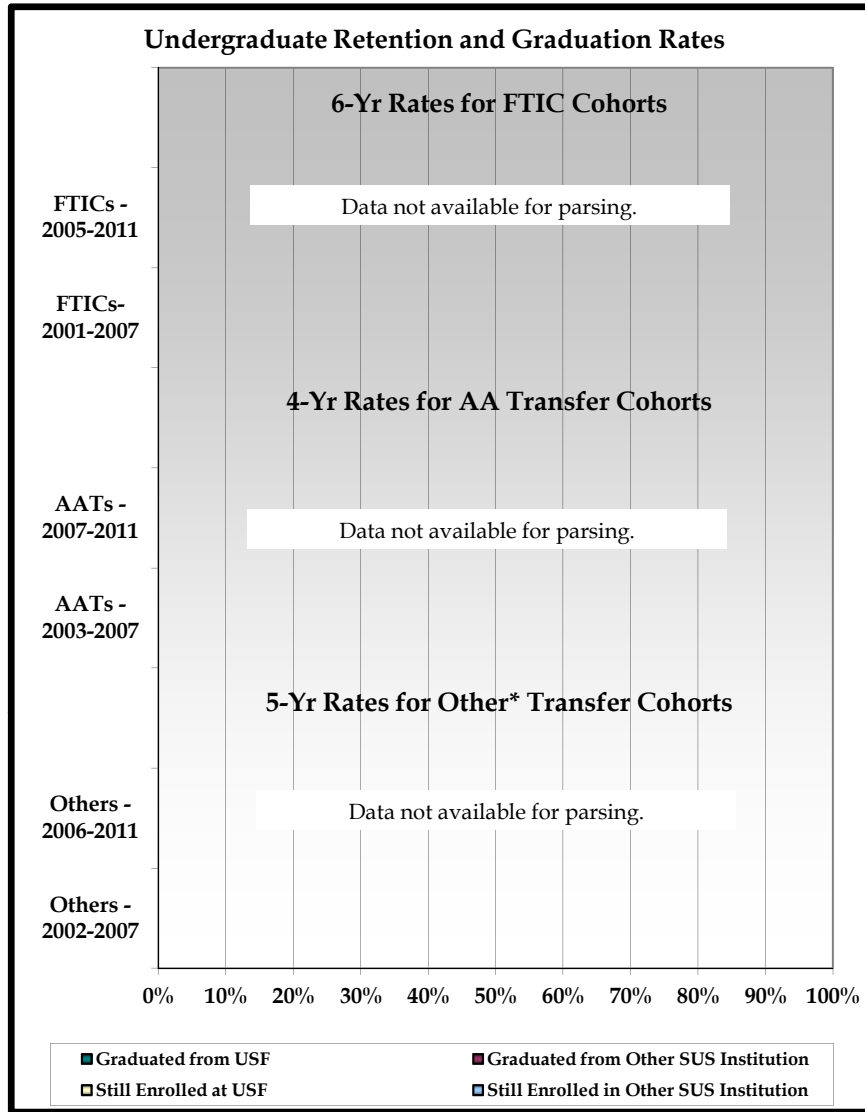 Undergraduate Retention and Graduation Rates
6-Yr Rates for FTIC Cohorts
FTICs -
2005-2011
Data not available for parsing.
FTICs-
2001-2007
4-Yr Rates for AA Transfer Cohorts
AATs -
2007-2011
Data not available for parsing.
AATs -
2003-2007
5-Yr Rates for Other* Transfer Cohorts
Others -
2006-2011
Data not available for parsing.
Others -
2002-2007
0% 10% 20% 30% 40% 50% 60% 70% 80% 90% 100%
Graduated from USF Graduated from Other SUS Institution
Still Enrolled at USF Still Enrolled in Other SUS Institution